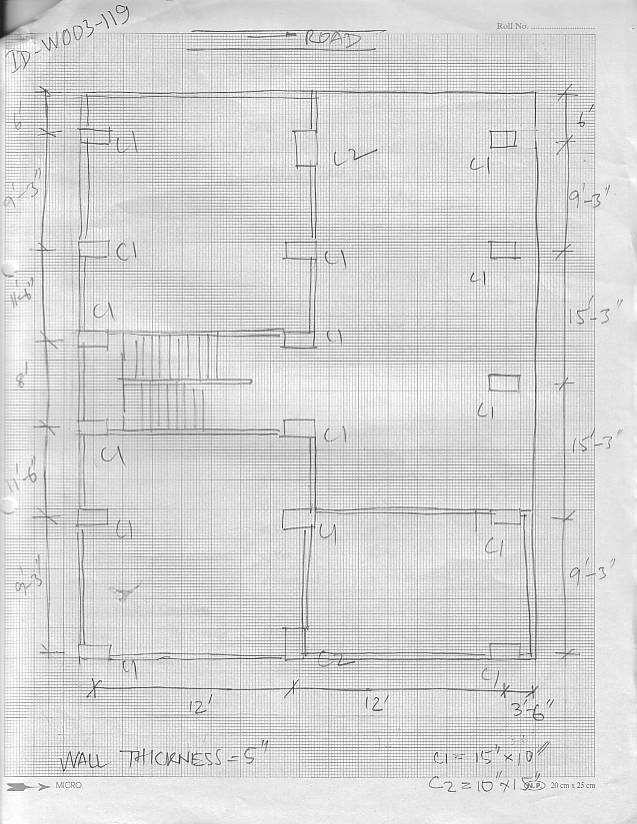 Roll No.
ID-W003-119
ROAD
6'
6'
C1
C2
C1
9'-3"
9'-3"
C1
C1
C1
11'-6"
C1
15'-3"
C1
8'
C1
C1
C1
15'-3"
11'-6"
C1
C1
C1
9'-3"
9'-3"
C1
C2
C1
12'
12'
3'-6"
WALL THICKNESS = 5"
C1 = 15" x 10"
C2 = 10" x 15"
MICRO
N.P. 20 cm x 25 cm